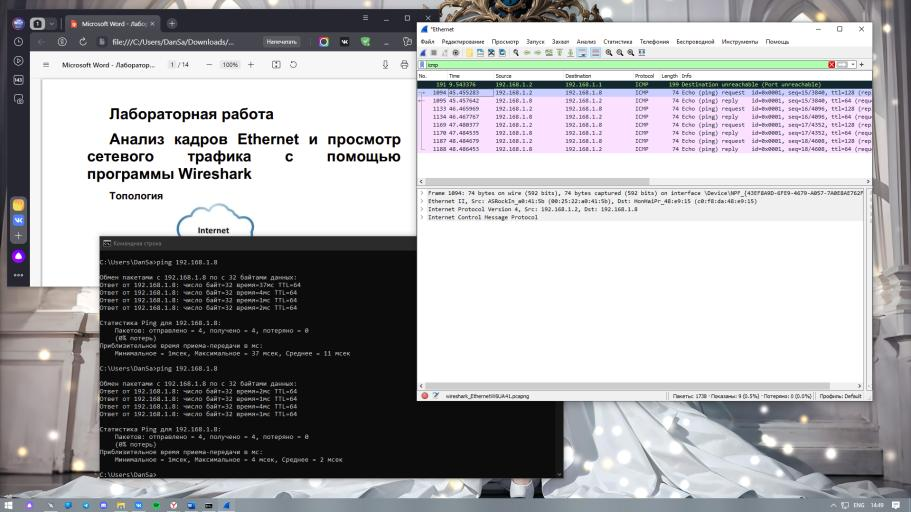 1
Microsoft Word - Лабор
file:///C:/Users/DanSa/Downloads/...
Напечатать
Microsoft Word - Лаборатор...
1 / 14
100%
Лабораторная работа
Анализ кадров Ethernet и просмотр
сетевого трафика с помощью
программы Wireshark
Топология
Internet
Командная строка
C:\Users\DanSa>ping 192.168.1.8
Обмен пакетами с 192.168.1.8 по с 32 байтами данных:
Ответ от 192.168.1.8: число байт=32 время=37мс TTL=64
Ответ от 192.168.1.8: число байт=32 время=4мс TTL=64
Ответ от 192.168.1.8: число байт=32 время=1мс TTL=64
Ответ от 192.168.1.8: число байт=32 время=2мс TTL=64
Статистика Ping для 192.168.1.8:
Пакетов: отправлено = 4, получено = 4, потеряно = 0
(0% потерь)
Приблизительное время приема-передачи в мс:
Минимальное = 1мсек, Максимальное = 37 мсек, Среднее = 11 мсек
C:\Users\DanSa>ping 192.168.1.8
Обмен пакетами с 192.168.1.8 по с 32 байтами данных:
Ответ от 192.168.1.8: число байт=32 время=2мс TTL=64
Ответ от 192.168.1.8: число байт=32 время=1мс TTL=64
Ответ от 192.168.1.8: число байт=32 время=4мс TTL=64
Ответ от 192.168.1.8: число байт=32 время=1мс TTL=64
Статистика Ping для 192.168.1.8:
Пакетов: отправлено = 4, получено = 4, потеряно = 0
(0% потерь)
Приблизительное время приема-передачи в мс:
Минимальное = 1мсек, Максимальное = 4 мсек, Среднее = 2 мсек
C:\Users\DanSa>
*Ethernet
Файл Редактирование Просмотр Запуск Захват Анализ Статистика Телефония Беспроводной Инструменты Помощь
icmp
No. Time Source Destination Protocol Length Info
191 9.543376 192.168.1.2 192.168.1.1 ICMP 199 Destination unreachable (Port unreachable)
1094 45.455283 192.168.1.2 192.168.1.8 ICMP 74 Echo (ping) request id=0x0001, seq=15/3840, ttl=128 (rep
1095 45.457642 192.168.1.8 192.168.1.2 ICMP 74 Echo (ping) reply id=0x0001, seq=15/3840, ttl=64 (requ
1133 46.465969 192.168.1.2 192.168.1.8 ICMP 74 Echo (ping) request id=0x0001, seq=16/4096, ttl=128 (rep
1134 46.467767 192.168.1.8 192.168.1.2 ICMP 74 Echo (ping) reply id=0x0001, seq=16/4096, ttl=64 (requ
1169 47.480377 192.168.1.2 192.168.1.8 ICMP 74 Echo (ping) request id=0x0001, seq=17/4352, ttl=128 (rep
1170 47.484535 192.168.1.8 192.168.1.2 ICMP 74 Echo (ping) reply id=0x0001, seq=17/4352, ttl=64 (requ
1187 48.484679 192.168.1.2 192.168.1.8 ICMP 74 Echo (ping) request id=0x0001, seq=18/4608, ttl=128 (rep
1188 48.486453 192.168.1.8 192.168.1.2 ICMP 74 Echo (ping) reply id=0x0001, seq=18/4608, ttl=64 (requ
Frame 1094: 74 bytes on wire (592 bits), 74 bytes captured (592 bits) on interface \Device\NPF_{43EF8A9D-6FE9-4679-A057-7A0E8AE762F
Ethernet II, Src: ASRockIn_a0:41:5b (00:25:22:a0:41:5b), Dst: HonHaiPr_48:e9:15 (c0:f8:da:48:e9:15)
Internet Protocol Version 4, Src: 192.168.1.2, Dst: 192.168.1.8
Internet Control Message Protocol
Пакеты: 1738 · Показаны: 9 (0.5%) · Потеряно: 0 (0.0%)
Профиль: Default
ENG
14:49